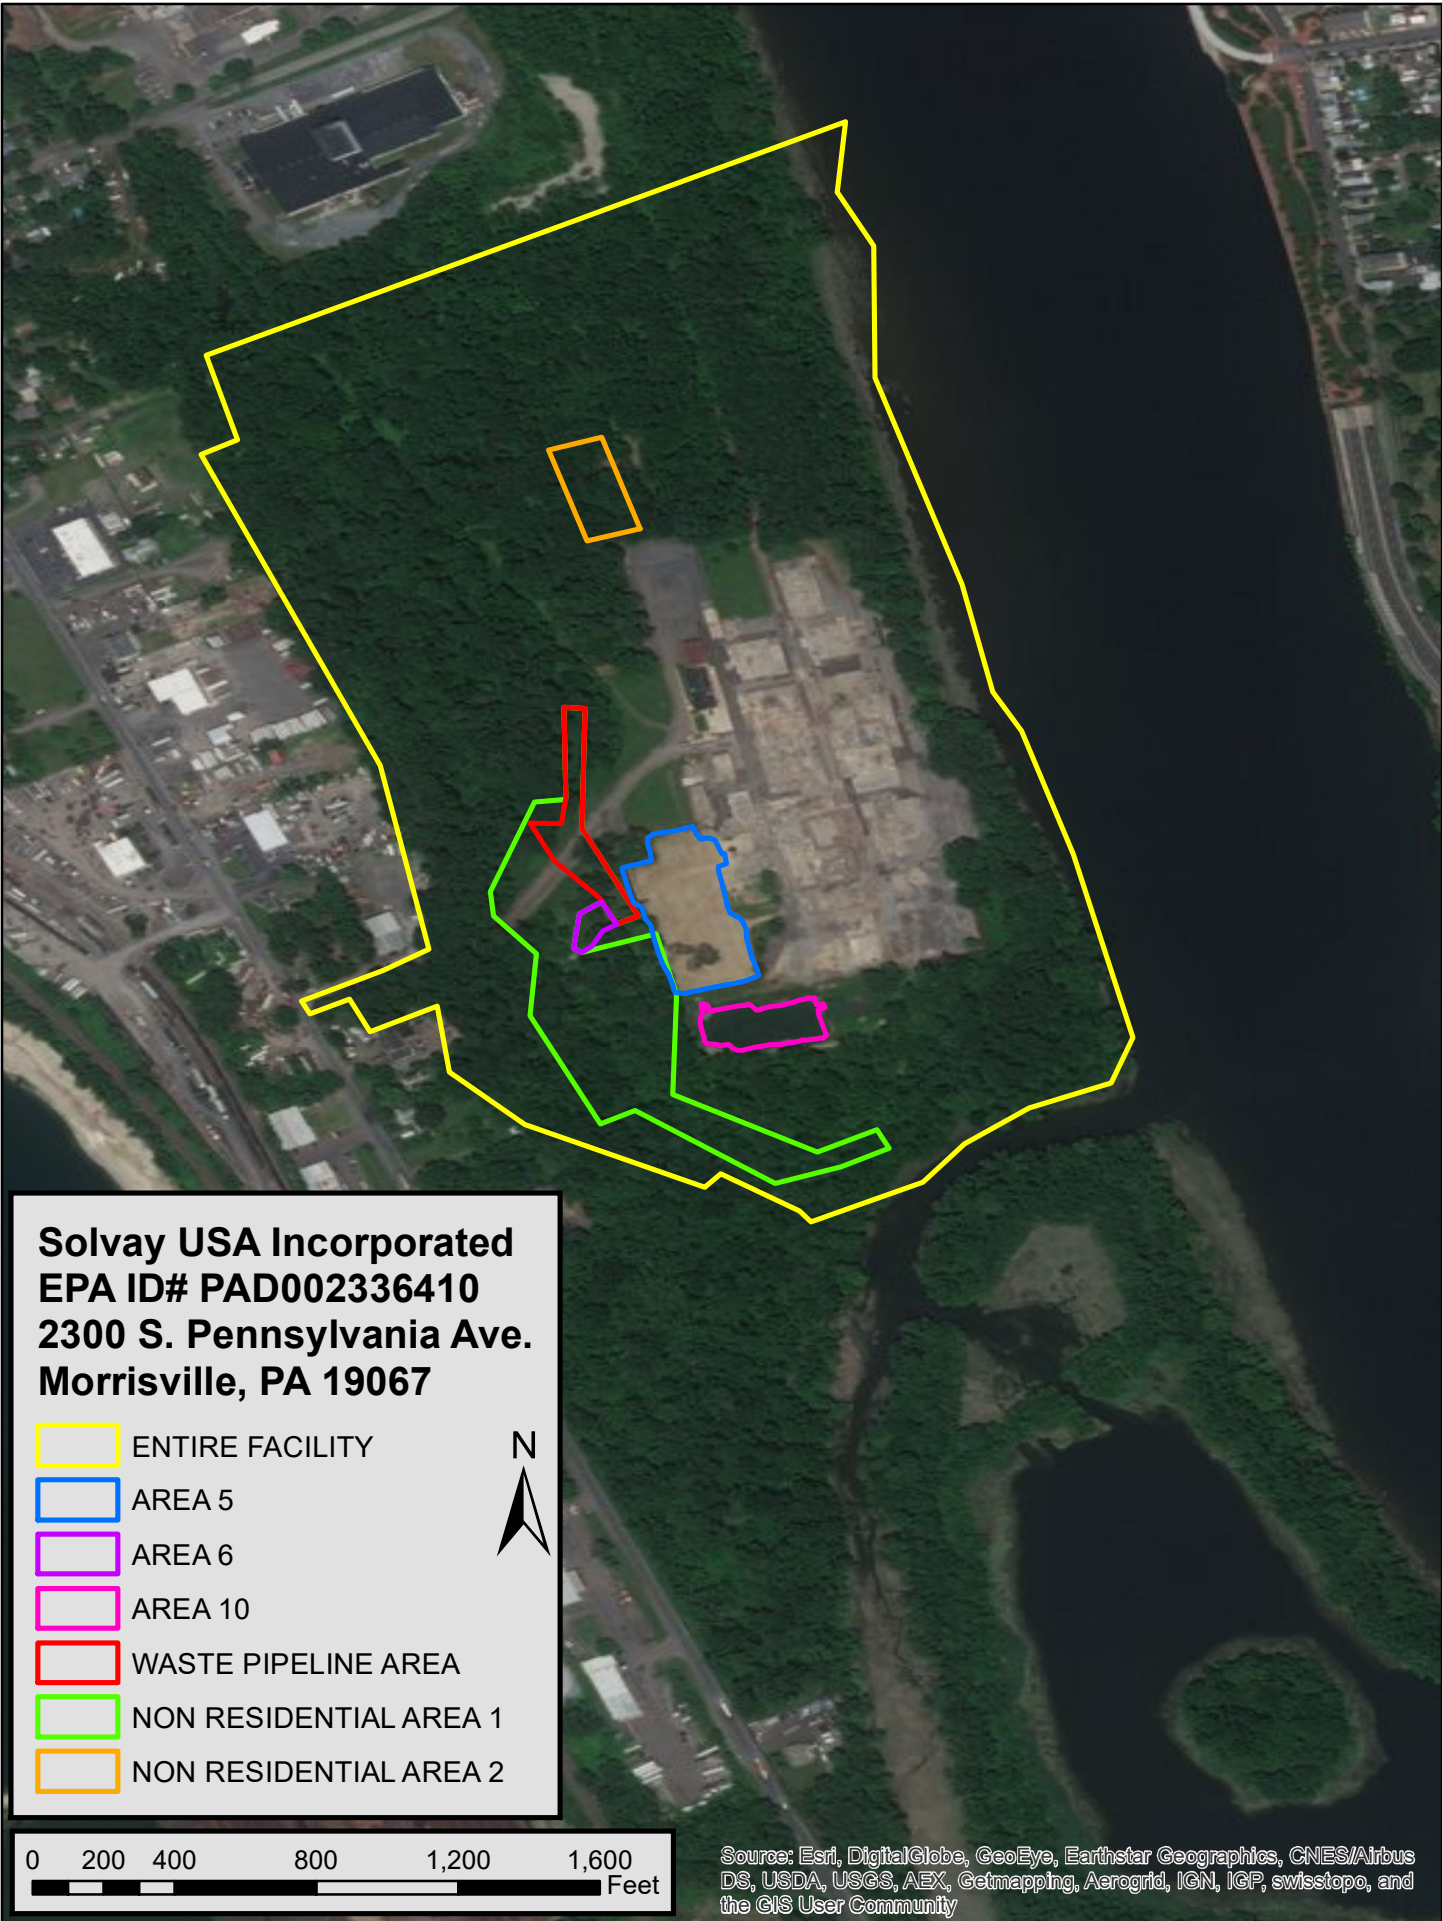 Solvay USA Incorporated
EPA ID# PAD002336410
2300 S. Pennsylvania Ave.
Morrisville, PA 19067
ENTIRE FACILITY
N
AREA 5
AREA 6
AREA 10
WASTE PIPELINE AREA
NON RESIDENTIAL AREA 1
NON RESIDENTIAL AREA 2
0 200 400 800 1,200 1,600
Feet
Source: Esri, DigitalGlobe, GeoEye, Earthstar Geographics, CNES/Airbus
DS, USDA, USGS, AEX, Getmapping, Aerogrid, IGN, IGP, swisstopo, and
the GIS User Community